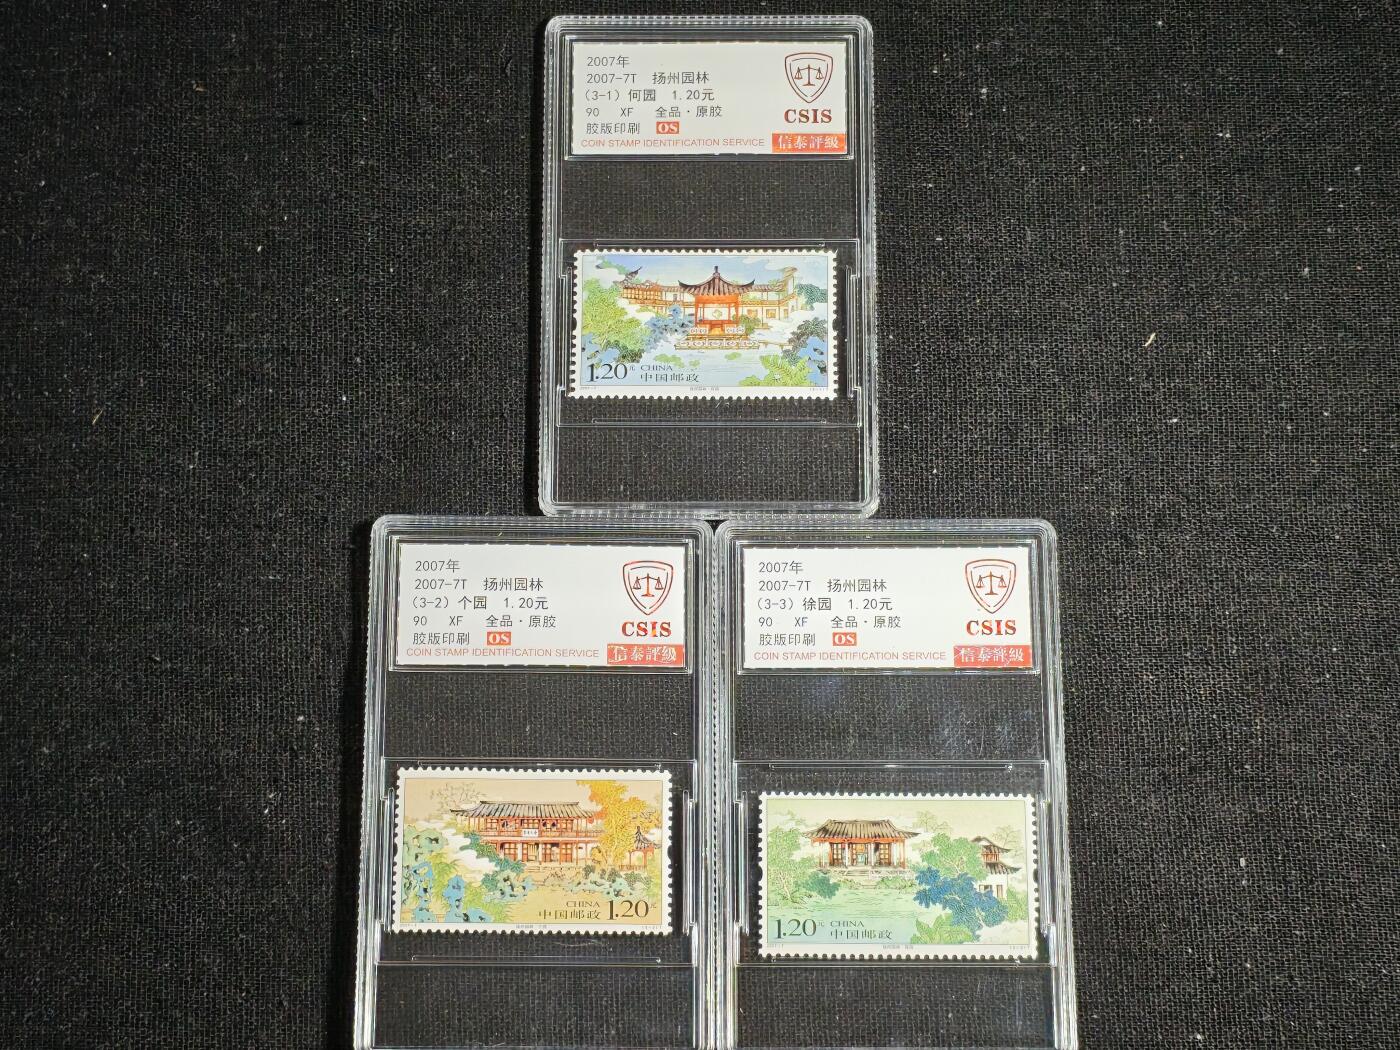 2007年
2007-7T 扬州园林
(3-1) 何园 1.20元
90 XF 全品·原胶
胶版印刷 OS
COIN STAMP IDENTIFICATION SERVICE
CSIS
信泰評級
1.20元 CHINA
中国邮政
2007年
2007-7T 扬州园林
(3-2) 个园 1.20元
90 XF 全品·原胶
胶版印刷 OS
COIN STAMP IDENTIFICATION SERVICE
CSIS
信泰評級
CHINA
中国邮政 1.20元
2007年
2007-7T 扬州园林
(3-3) 徐园 1.20元
90 XF 全品·原胶
胶版印刷 OS
COIN STAMP IDENTIFICATION SERVICE
CSIS
信泰評級
1.20元 CHINA
中国邮政